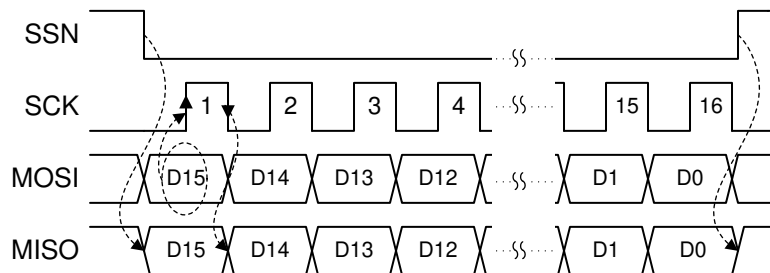 SSN
SCK 1 2 3 4 15 16
MOSI D15 D14 D13 D12 D1 D0
MISO D15 D14 D13 D12 D1 D0